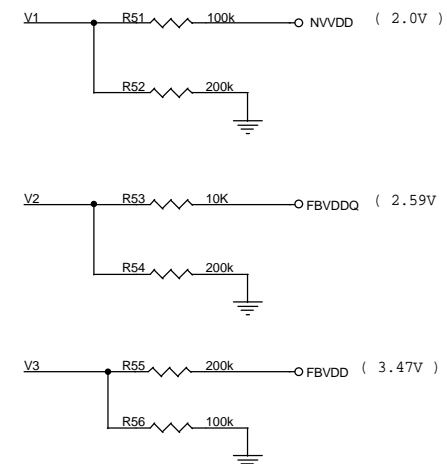 V1 R51 100k NVVDD ( 2.0V )
R52 200k
V2 R53 10K FBVDDQ ( 2.59V
R54 200k
V3 R55 200k FBVDD ( 3.47V )
R56 100k